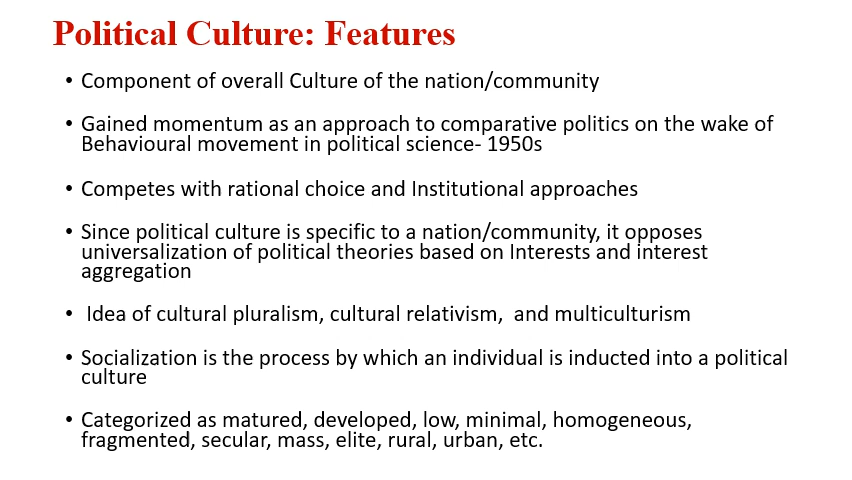 Political Culture: Features
• Component of overall Culture of the nation/community
• Gained momentum as an approach to comparative politics on the wake of
Behavioural movement in political science- 1950s
• Competes with rational choice and Institutional approaches
• Since political culture is specific to a nation/community, it opposes
universalization of political theories based on Interests and interest
aggregation
• Idea of cultural pluralism, cultural relativism,  and multiculturism
• Socialization is the process by which an individual is inducted into a political
culture
• Categorized as matured, developed, low, minimal, homogeneous,
fragmented, secular, mass, elite, rural, urban, etc.